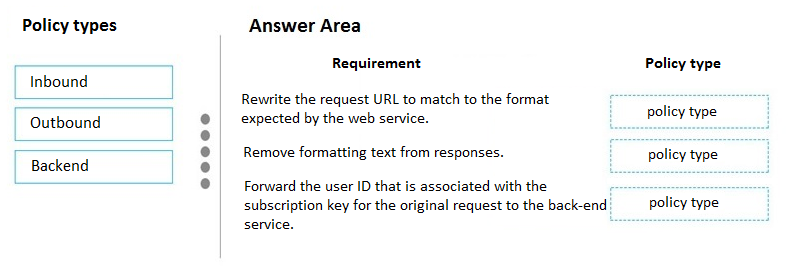 Policy types
Answer Area
Requirement
Policy type
Inbound
Outbound
Backend
Rewrite the request URL to match to the format
expected by the web service.
policy type
Remove formatting text from responses.
policy type
Forward the user ID that is associated with the
subscription key for the original request to the back-end
service.
policy type